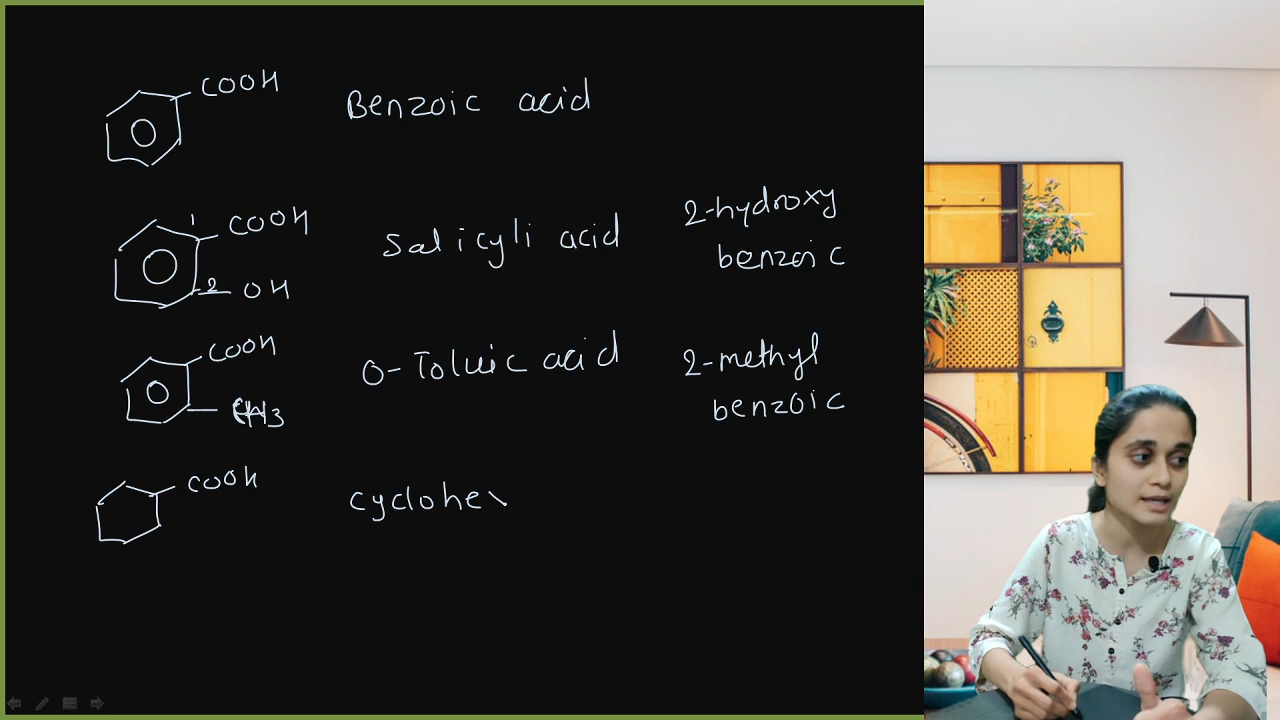 COOH
Benzoic acid
1
COOH
2
OH
Salicyli acid
2-hydroxy
benzoic
COOH
CH3
O-Toluic acid
2-methyl
benzoic
COOH
Cyclohex